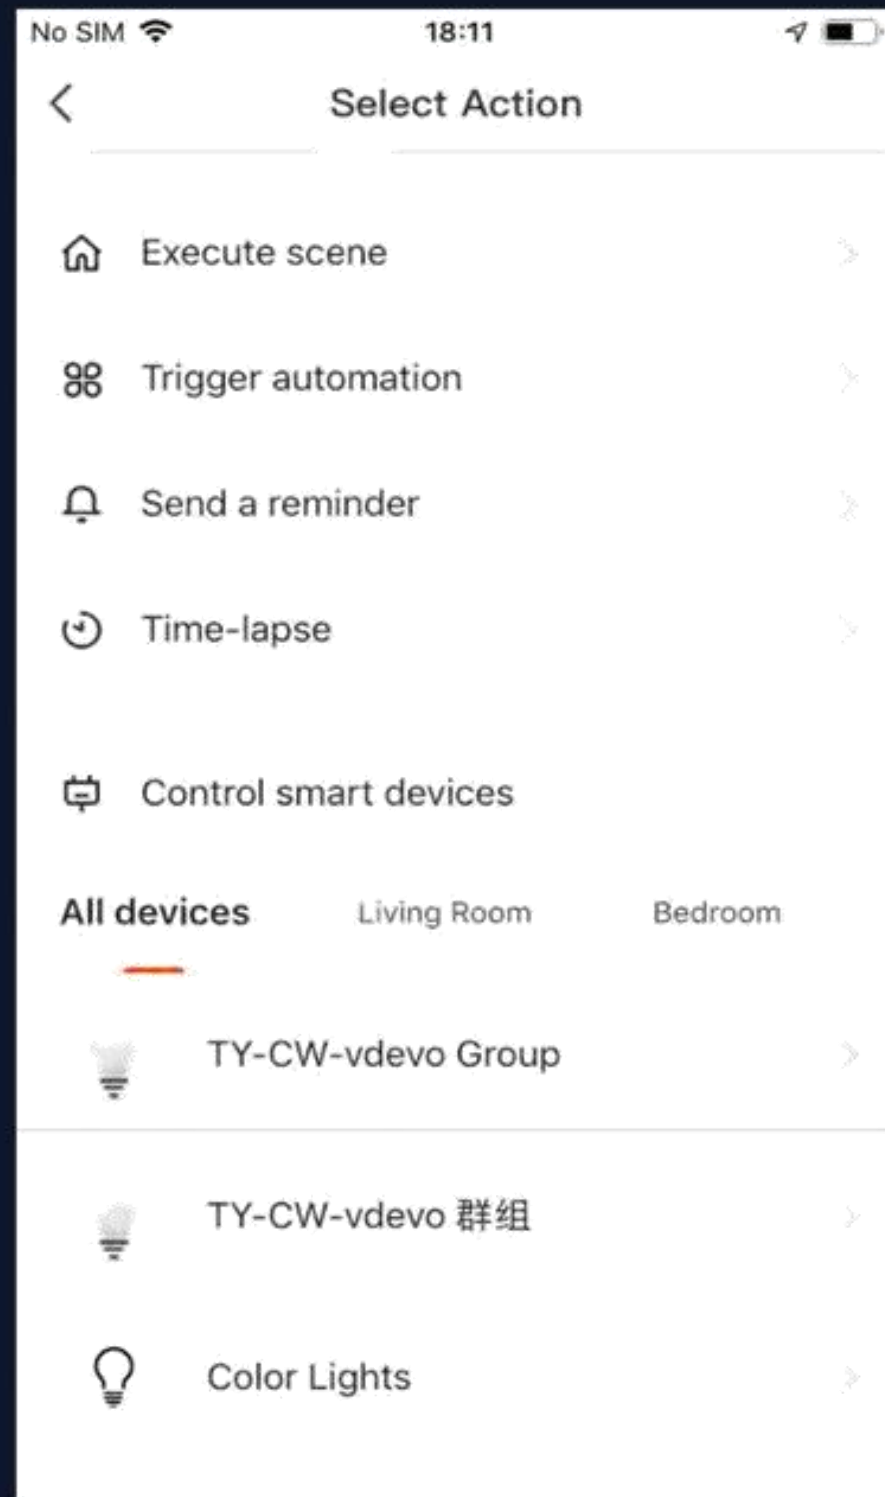 No SIM 18:11
Select Action
Execute scene
Trigger automation
Send a reminder
Time-lapse
Control smart devices
All devices Living Room Bedroom
TY-CW-vdevo Group
TY-CW-vdevo 群组
Color Lights